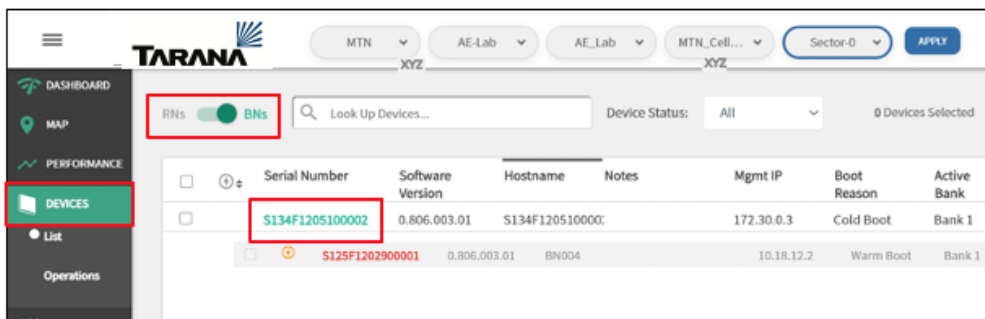 TARANA
MTN AE-Lab AE_Lab MTN_Cell... Sector-0 APPLY
XYZ XYZ
DASHBOARD
MAP
PERFORMANCE
DEVICES
List
Operations
RNs BNs Look Up Devices... Device Status: All 0 Devices Selected
Serial Number Software Version Hostname Notes Mgmt IP Boot Reason Active Bank
S134F1205100002 0.806.003.01 S134F120510000: 172.30.0.3 Cold Boot Bank 1
S125F1202900001 0.806.003.01 BN004 10.18.12.2 Warm Boot Bank 1